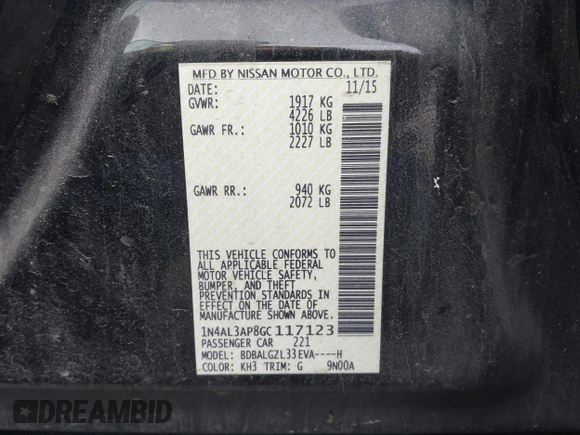 MFD BY NISSAN MOTOR CO., LTD.
DATE: 11/15
GVWR: 1917 KG
4226 LB
GAWR FR.: 1010 KG
2227 LB
GAWR RR.: 940 KG
2072 LB
THIS VEHICLE CONFORMS TO
ALL APPLICABLE FEDERAL
MOTOR VEHICLE SAFETY,
BUMPER, AND THEFT
PREVENTION STANDARDS
IN EFFECT ON THE DATE OF
MANUFACTURE SHOWN ABOVE.
1N4AL3AP8GC117123
PASSENGER CAR 221
MODEL: BDBALGZL33EVA----H
COLOR: KH3 TRIM: G 9N00A
DREAMBID